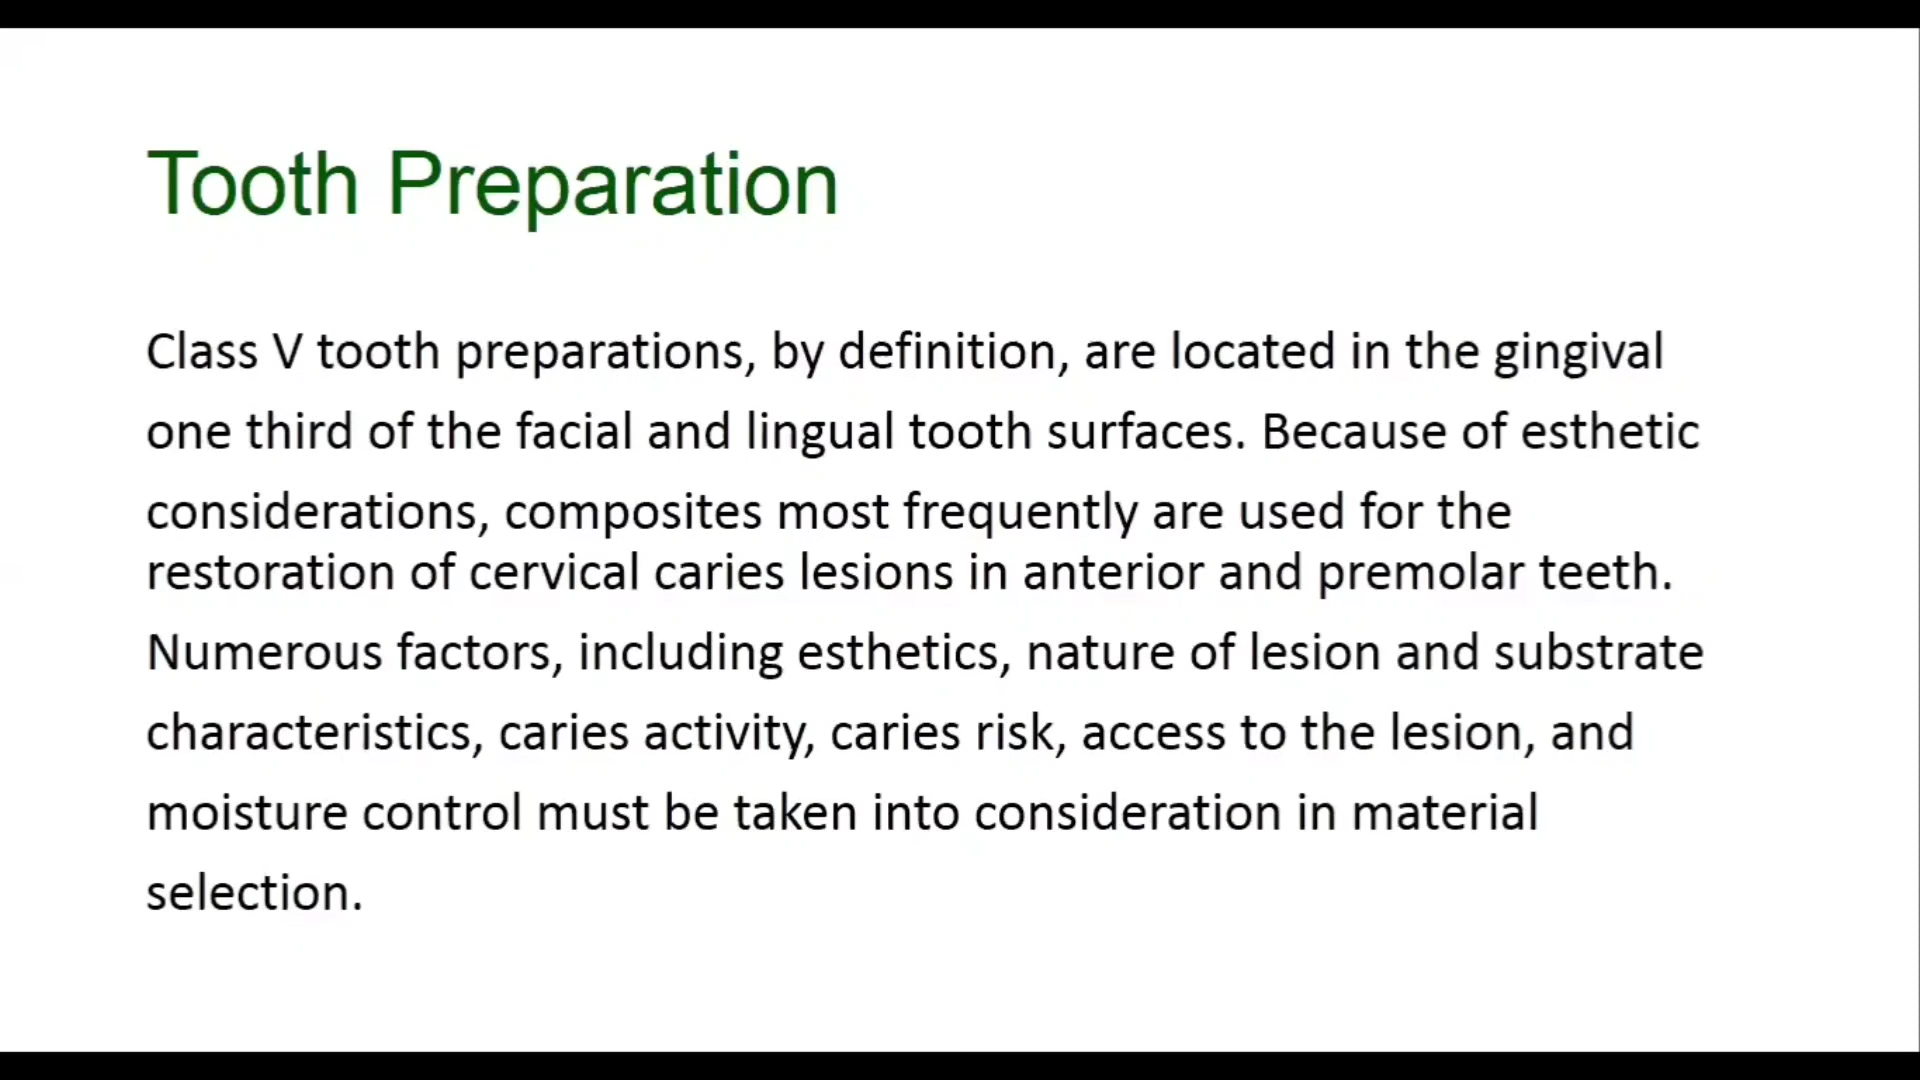 Tooth Preparation
Class V tooth preparations, by definition, are located in the gingival
one third of the facial and lingual tooth surfaces. Because of esthetic
considerations, composites most frequently are used for the
restoration of cervical caries lesions in anterior and premolar teeth.
Numerous factors, including esthetics, nature of lesion and substrate
characteristics, caries activity, caries risk, access to the lesion, and
moisture control must be taken into consideration in material
selection.